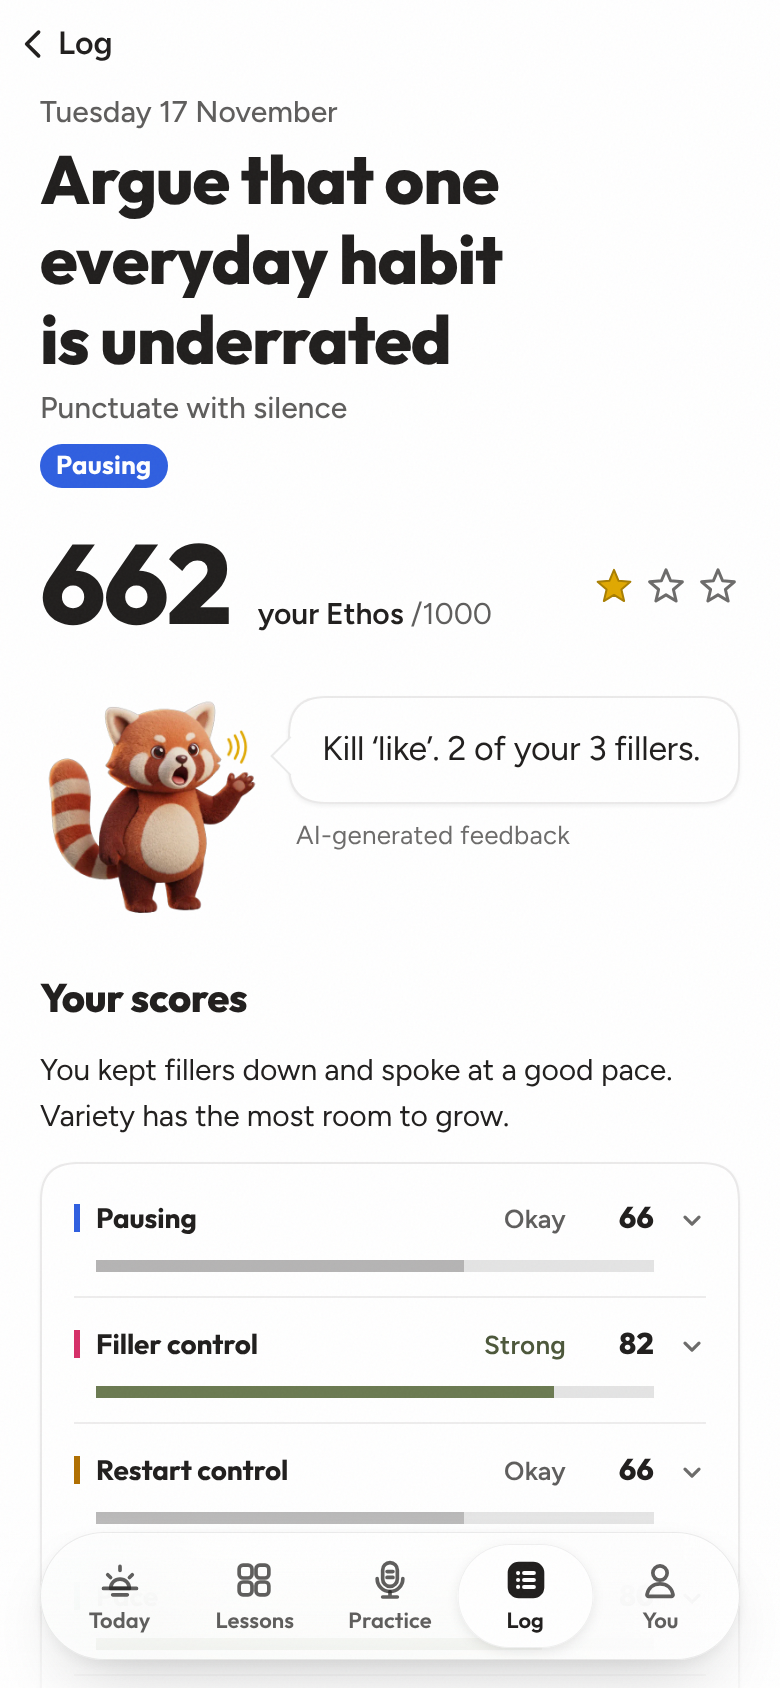 Log
Tuesday 17 November
Argue that one
everyday habit
is underrated
Punctuate with silence
Pausing
662 your Ethos /1000
Kill ‘like’. 2 of your 3 fillers.
AI-generated feedback
Your scores
You kept fillers down and spoke at a good pace.
Variety has the most room to grow.
Pausing Okay 66
Filler control Strong 82
Restart control Okay 66
Today Lessons Practice Log You